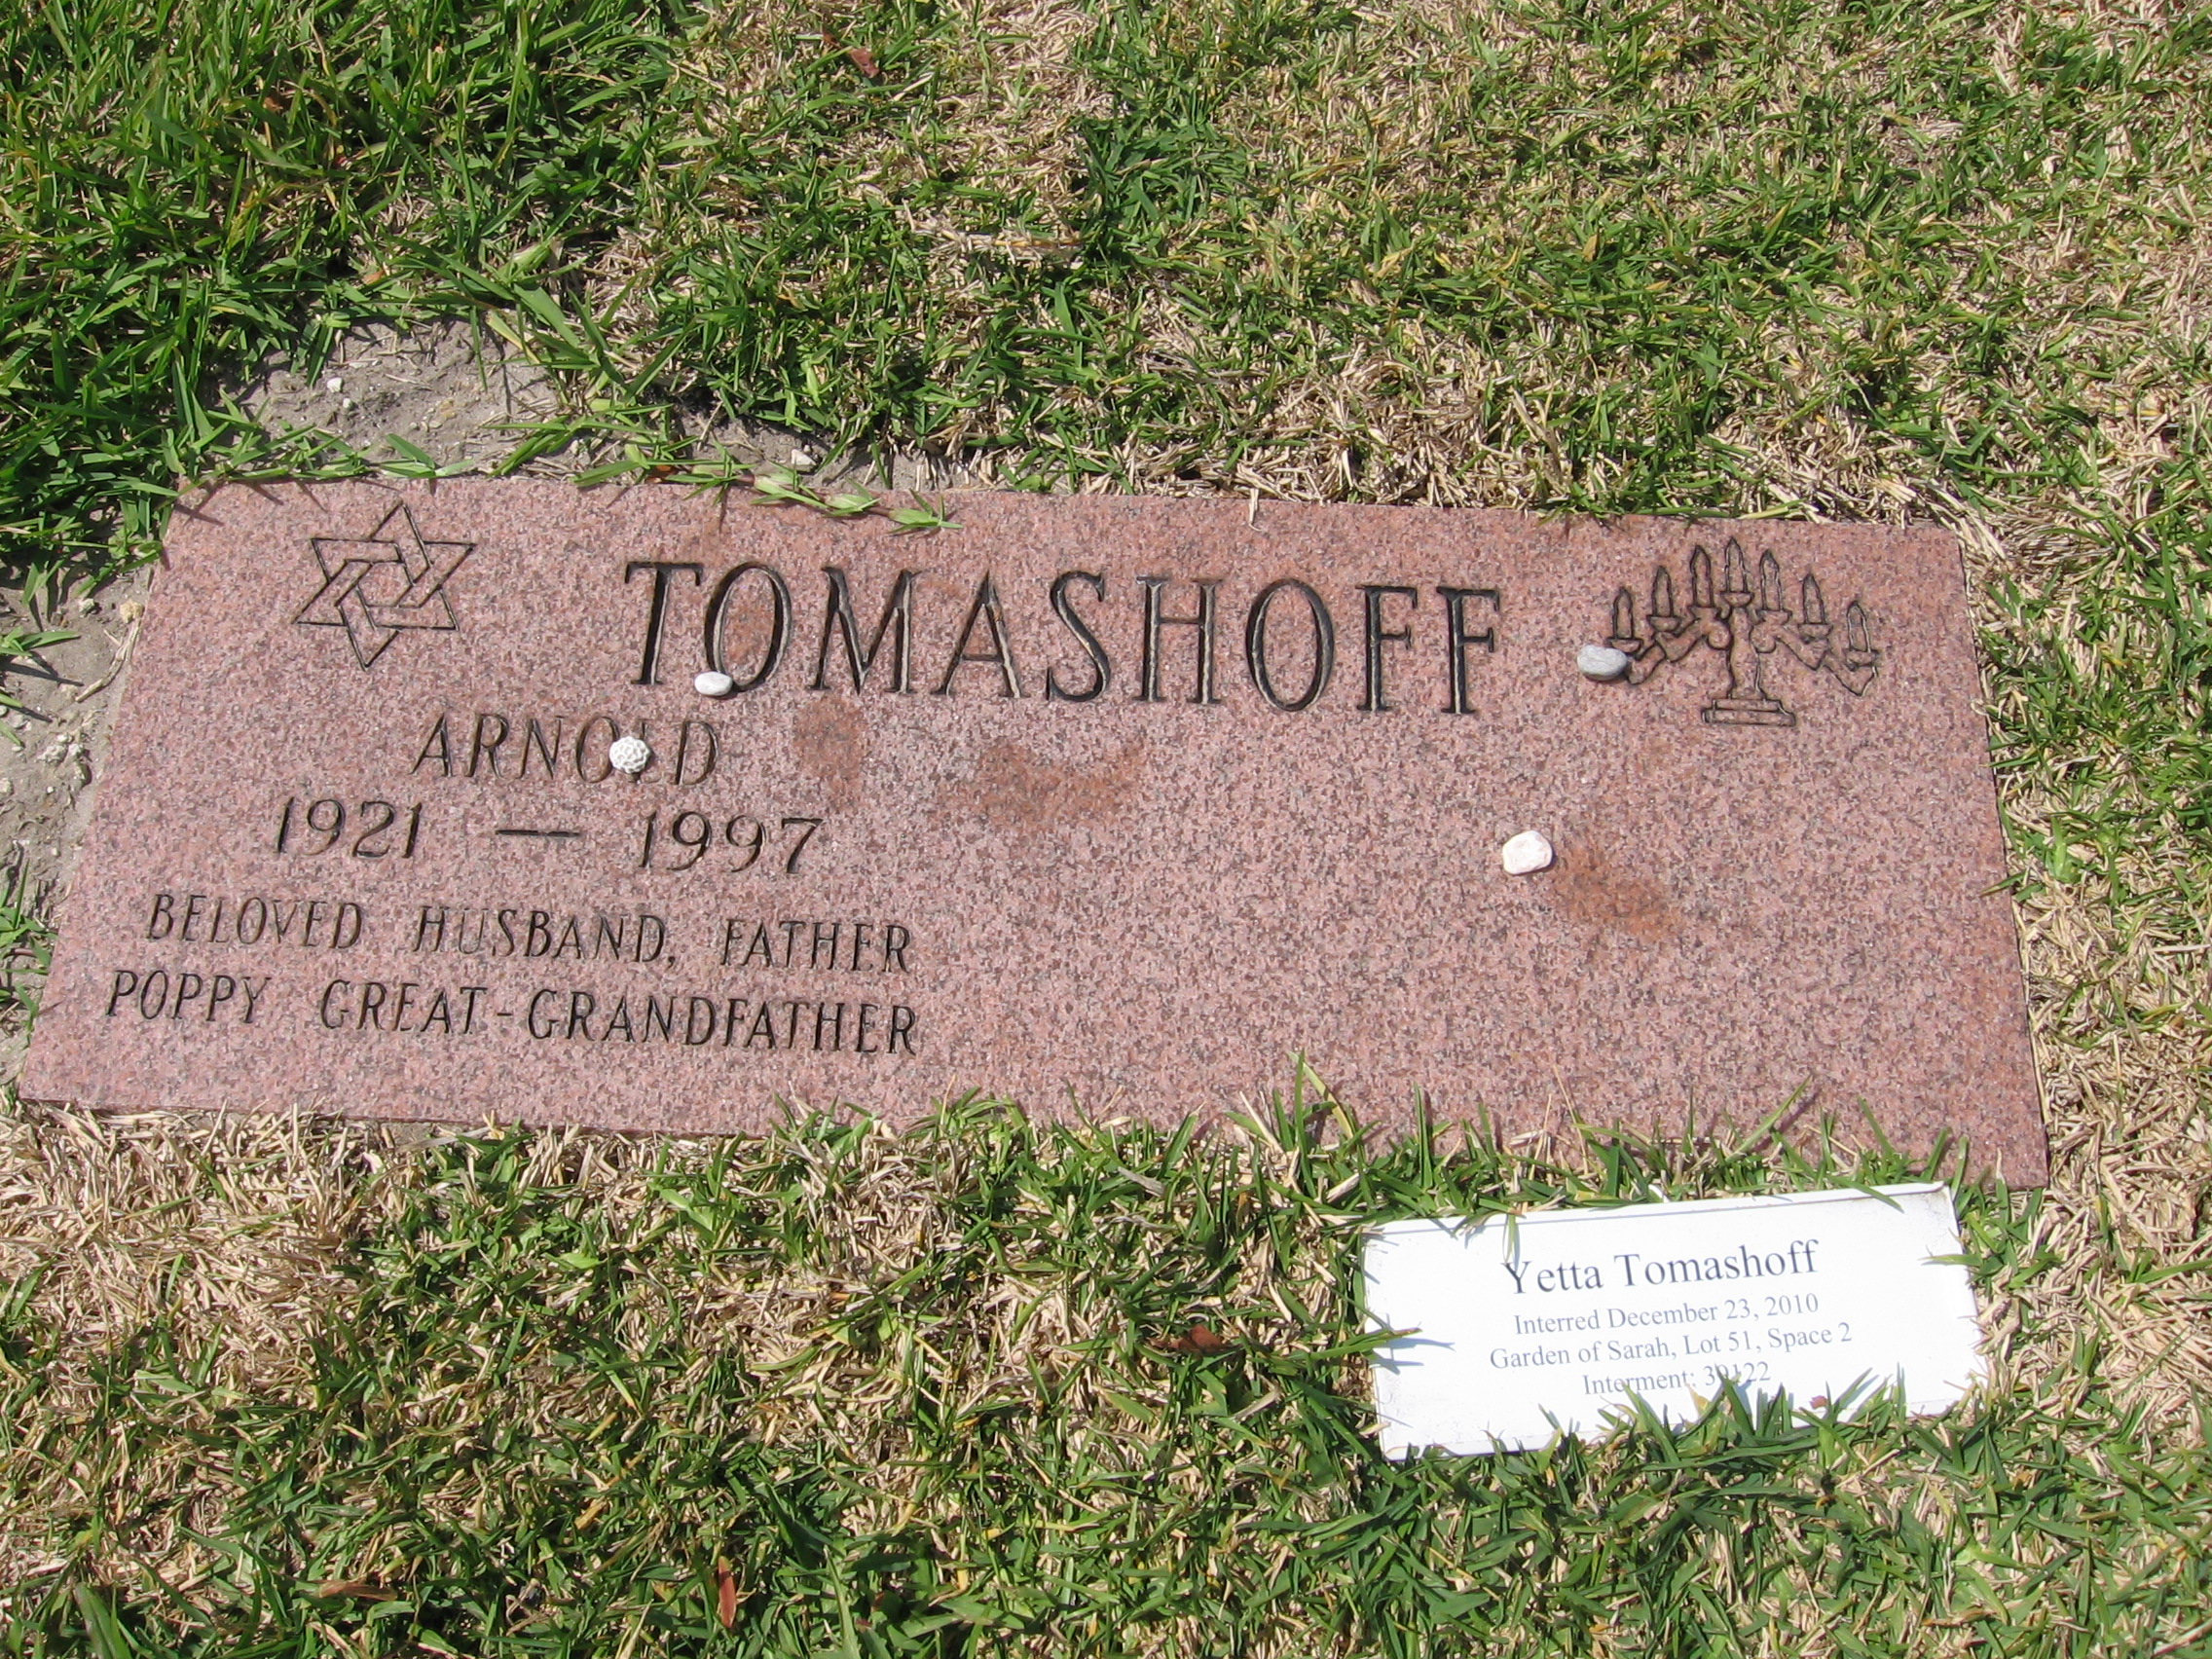 TOMASHOFF
ARNOLD
1921 — 1997
BELOVED HUSBAND, FATHER
POPPY GREAT-GRANDFATHER
Yetta Tomashoff
Interred December 23, 2010
Garden of Sarah, Lot 51, Space 2
Interment: